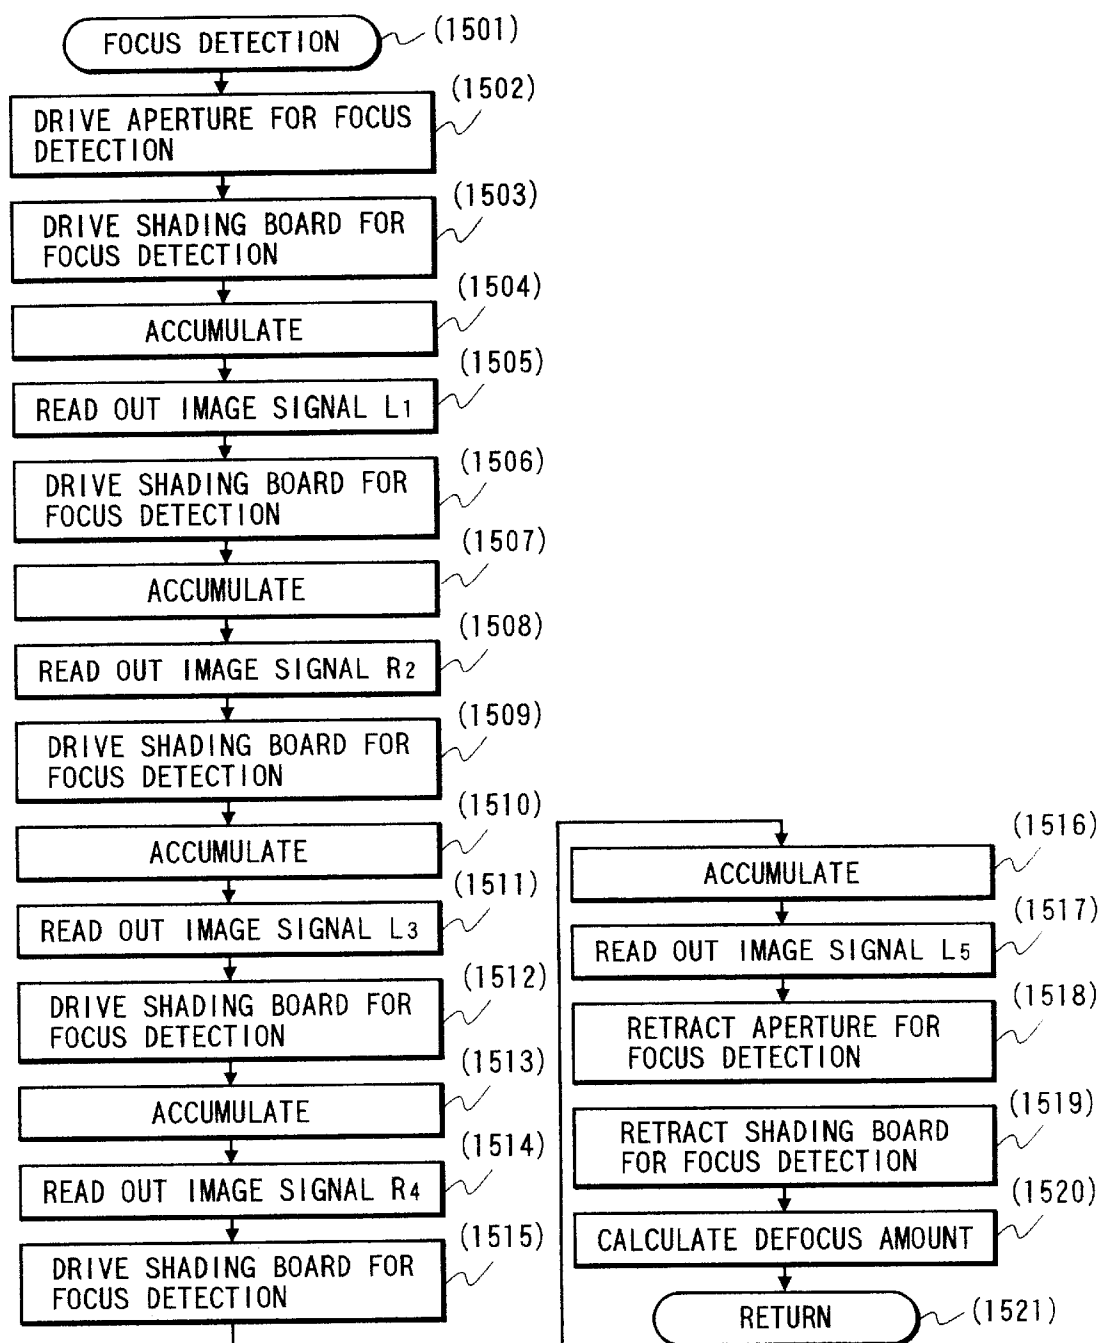 FOCUS DETECTION (1501)
(1502)
DRIVE APERTURE FOR FOCUS
DETECTION
(1503)
DRIVE SHADING BOARD FOR
FOCUS DETECTION
(1504)
ACCUMULATE
(1505)
READ OUT IMAGE SIGNAL L1
(1506)
DRIVE SHADING BOARD FOR
FOCUS DETECTION
(1507)
ACCUMULATE
(1508)
READ OUT IMAGE SIGNAL R2
(1509)
DRIVE SHADING BOARD FOR
FOCUS DETECTION
(1510)
ACCUMULATE
(1511)
READ OUT IMAGE SIGNAL L3
(1512)
DRIVE SHADING BOARD FOR
FOCUS DETECTION
(1513)
ACCUMULATE
(1514)
READ OUT IMAGE SIGNAL R4
(1515)
DRIVE SHADING BOARD FOR
FOCUS DETECTION
(1516)
ACCUMULATE
(1517)
READ OUT IMAGE SIGNAL L5
(1518)
RETRACT APERTURE FOR
FOCUS DETECTION
(1519)
RETRACT SHADING BOARD
FOR FOCUS DETECTION
(1520)
CALCULATE DEFOCUS AMOUNT
RETURN (1521)